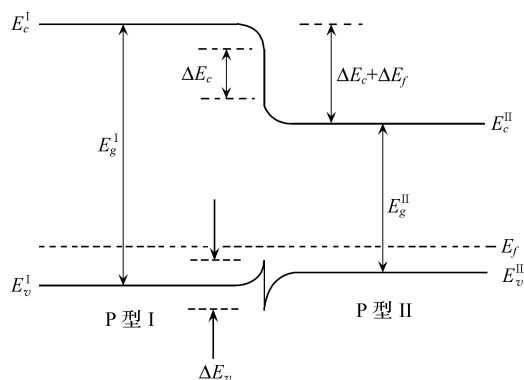 E_c^I
ΔE_c
ΔE_c+ΔE_f
E_c^II
E_g^I
E_g^II
E_f
E_v^I
E_v^II
P 型 I
P 型 II
ΔE_v